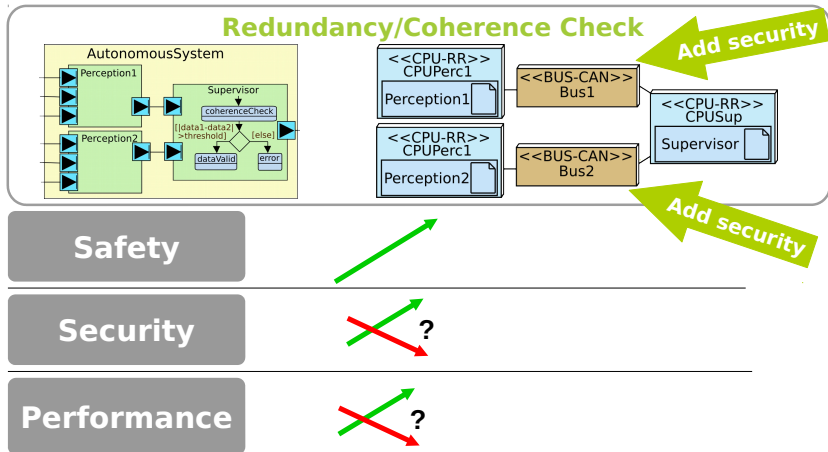 Redundancy/Coherence Check
AutonomousSystem
Perception1
Perception2
Supervisor
coherenceCheck
[|data1-data2|
>threshold]
[else]
dataValid
error
<<CPU-RR>>
CPUPerc1
Perception1
<<CPU-RR>>
CPUPerc1
Perception2
<<BUS-CAN>>
Bus1
<<BUS-CAN>>
Bus2
<<CPU-RR>>
CPUSup
Supervisor
Add security
Add security
Safety
Security
?
Performance
?